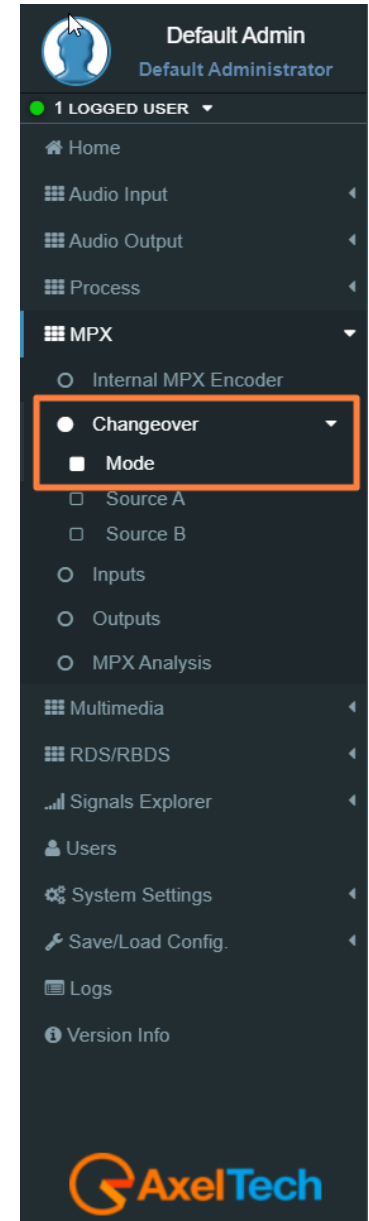 Default Admin
Default Administrator
1 LOGGED USER
Home
Audio Input
Audio Output
Process
MPX
Internal MPX Encoder
Changeover
Mode
Source A
Source B
Inputs
Outputs
MPX Analysis
Multimedia
RDS/RBDS
Signals Explorer
Users
System Settings
Save/Load Config.
Logs
Version Info
AxelTech